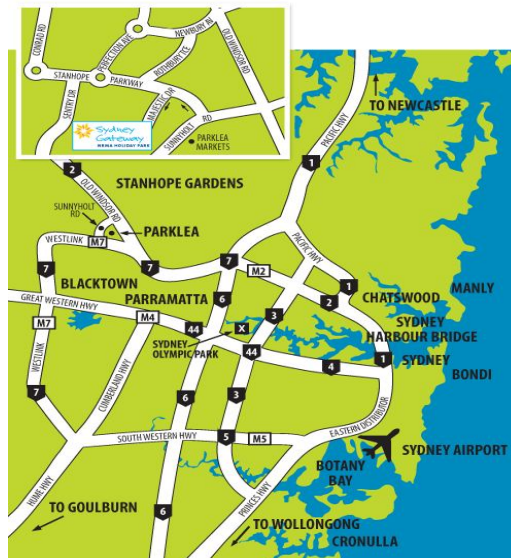 CONRAD RD
PERFECTION AVE
NEWBURY AV
OLD WINDSOR RD
ROTHBURY TCE
STANHOPE
PARKWAY
SENTRY DR
MAJESTIC DR
SUNNYHOLT
RD
PARKLEA
MARKETS
Sydney
Gateway
NRMA HOLIDAY PARK
TO NEWCASTLE
PACIFIC HWY
1
2
OLD WINDSOR RD
STANHOPE GARDENS
SUNNYHOLT
RD
PARKLEA
WESTLINK
M7
7
7
7
M2
PACIFIC HWY
BLACKTOWN
PARRAMATTA
6
2
1
CHATSWOOD
MANLY
GREAT WESTERN HWY
M7
M4
44
X
3
SYDNEY
HARBOUR BRIDGE
SYDNEY
OLYMPIC PARK
44
4
1
SYDNEY
BONDI
WESTLINK
CUMBERLAND HWY
7
6
3
EASTERN DISTRIBUTOR
SOUTH WESTERN HWY
5
M5
SYDNEY AIRPORT
BOTANY
BAY
HUME HWY
PRINCES HWY
TO GOULBURN
6
TO WOLLONGONG
CRONULLA